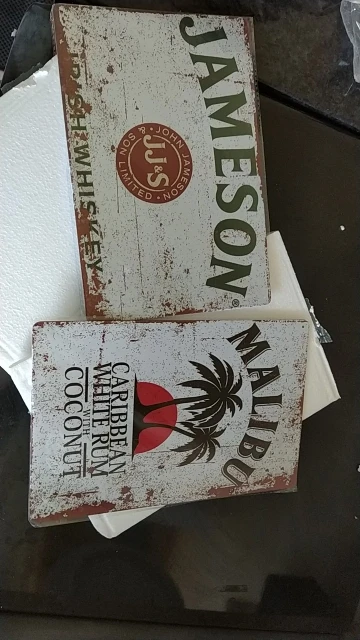 JAMESON
JOHN JAMESON
& SON LIMITED
JJ&S
IRISH WHISKEY
MALIBU
CARIBBEAN
WHITE RUM
WITH
COCONUT